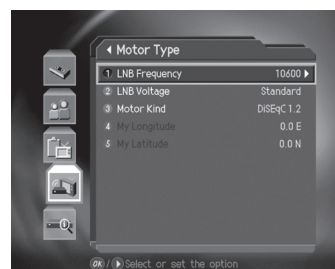 Motor Type
1 LNB Frequency 10600
2 LNB Voltage Standard
3 Motor Kind DiSEqC 1.2
4 My Longitude 0.0 E
5 My Latitude 0.0 N
OK / Select or set the option